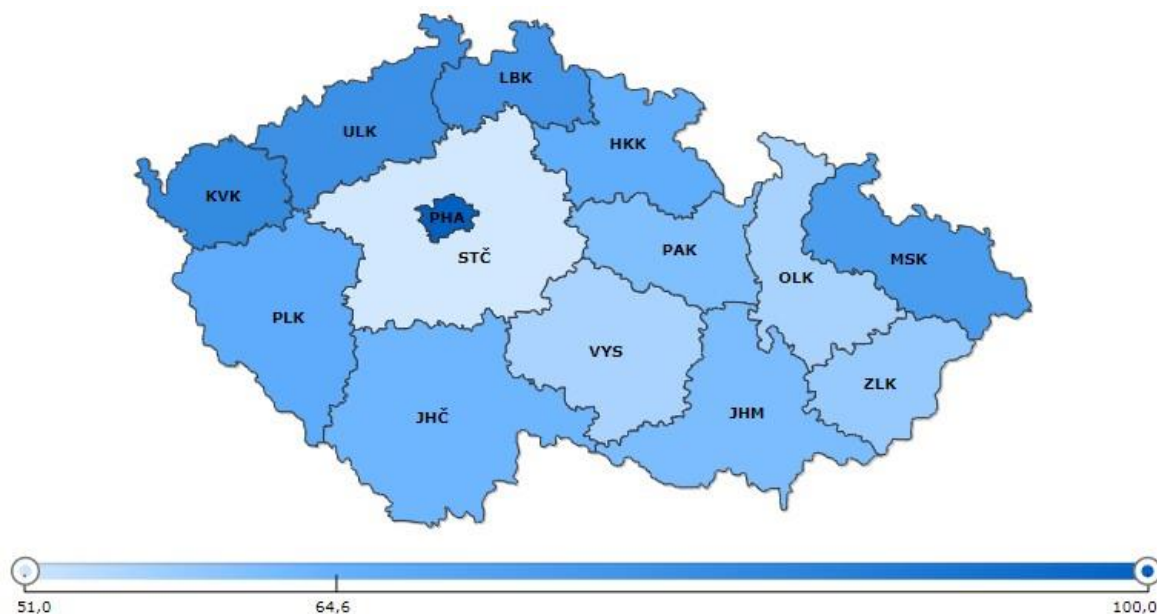 LBK
ULK
HKK
KVK
PHA
PAK
STČ
MSK
OLK
PLK
VYS
ZLK
JHČ
JHM
51,0 64,6 100,0